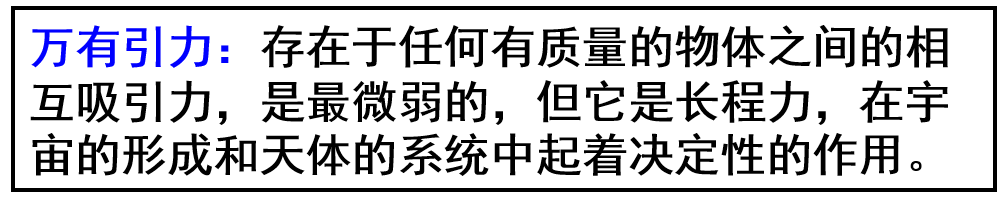 万有引力：存在于任何有质量的物体之间的相
互吸引力，是最微弱的，但它是长程力，在宇
宙的形成和天体的系统中起着决定性的作用。